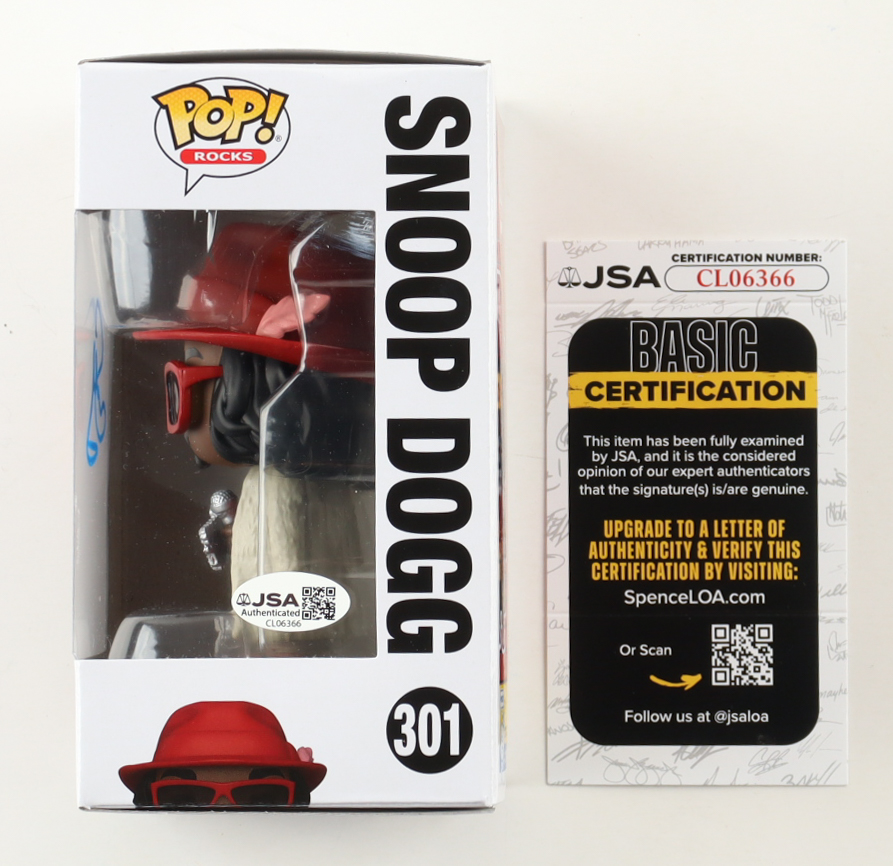 POP!
ROCKS
SNOOP DOGG
301
JSA
Authenticated
CL06366
JSA
CERTIFICATION NUMBER:
CL06366
BASIC
CERTIFICATION
This item has been fully examined
by JSA, and it is the considered
opinion of our expert authenticators
that the signature(s) is/are genuine.
UPGRADE TO A LETTER OF
AUTHENTICITY & VERIFY THIS
CERTIFICATION BY VISITING:
SpenceLOA.com
Or Scan
Follow us at @jsaloa